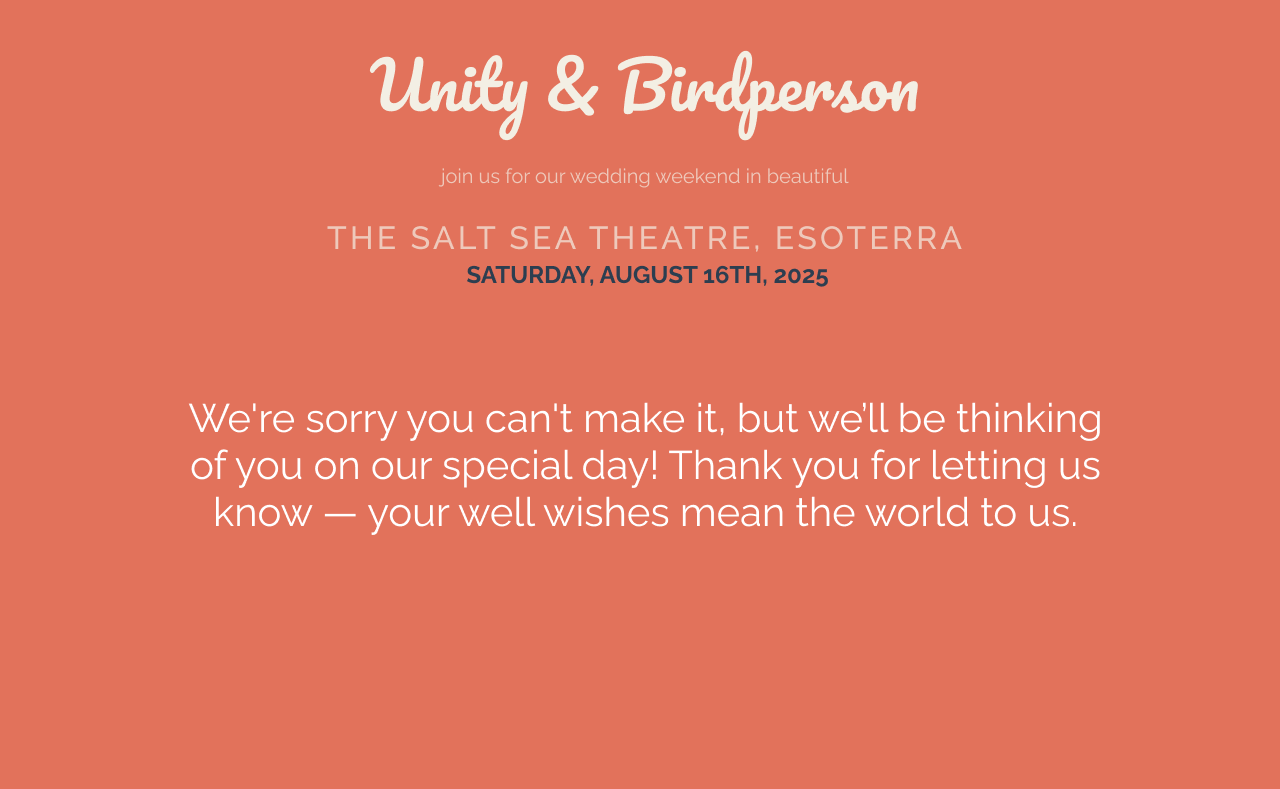 Unity & Birdperson
join us for our wedding weekend in beautiful
THE SALT SEA THEATRE, ESOTERRA
SATURDAY, AUGUST 16TH, 2025
We're sorry you can't make it, but we’ll be thinking
of you on our special day! Thank you for letting us
know — your well wishes mean the world to us.